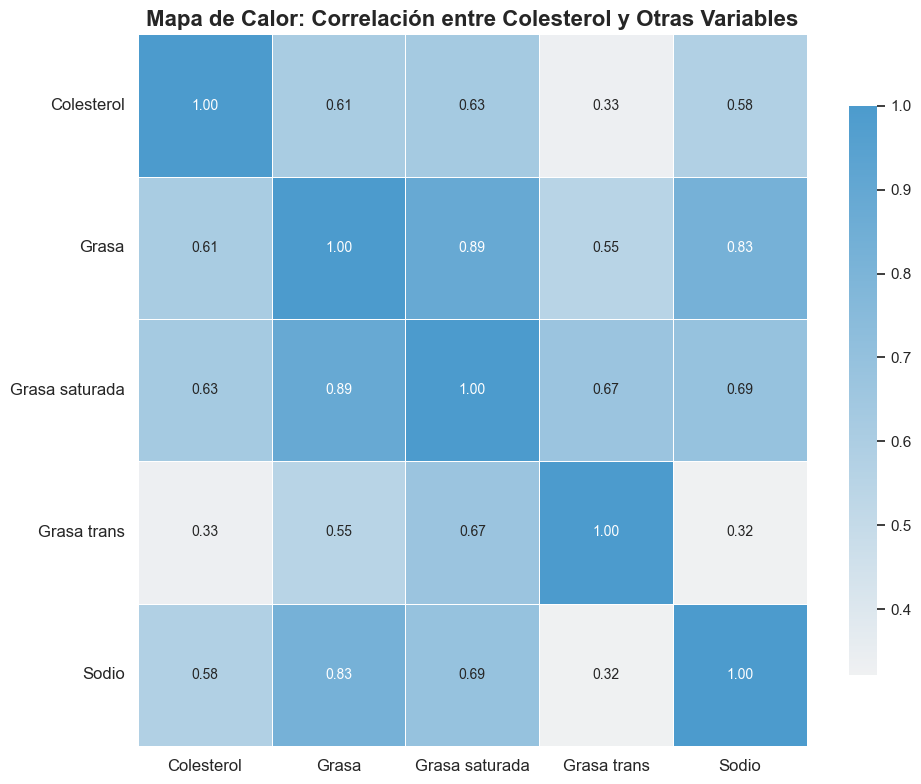 Mapa de Calor: Correlación entre Colesterol y Otras Variables
Colesterol 1.00 0.61 0.63 0.33 0.58
Grasa 0.61 1.00 0.89 0.55 0.83
Grasa saturada 0.63 0.89 1.00 0.67 0.69
Grasa trans 0.33 0.55 0.67 1.00 0.32
Sodio 0.58 0.83 0.69 0.32 1.00
Colesterol Grasa Grasa saturada Grasa trans Sodio
1.0
0.9
0.8
0.7
0.6
0.5
0.4